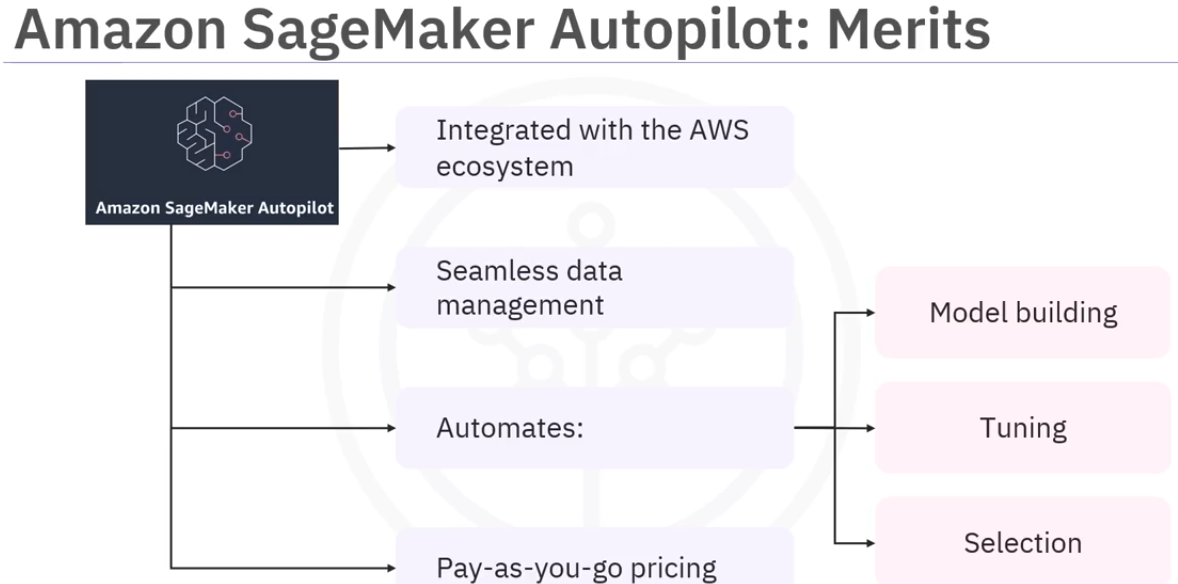 Amazon SageMaker Autopilot: Merits
Amazon SageMaker Autopilot
Integrated with the AWS
ecosystem
Seamless data
management
Automates:
Pay-as-you-go pricing
Model building
Tuning
Selection